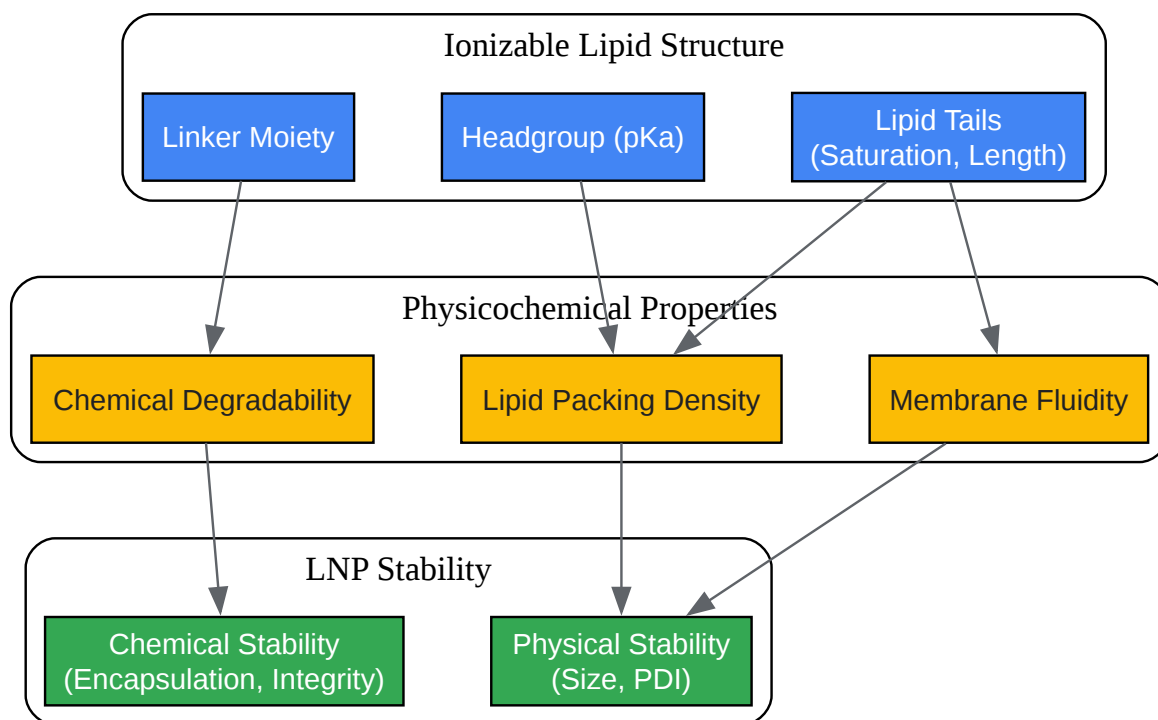 Ionizable Lipid Structure
Linker Moiety
Headgroup (pKa)
Lipid Tails
(Saturation, Length)
Physicochemical Properties
Chemical Degradability
Lipid Packing Density
Membrane Fluidity
LNP Stability
Chemical Stability
(Encapsulation, Integrity)
Physical Stability
(Size, PDI)